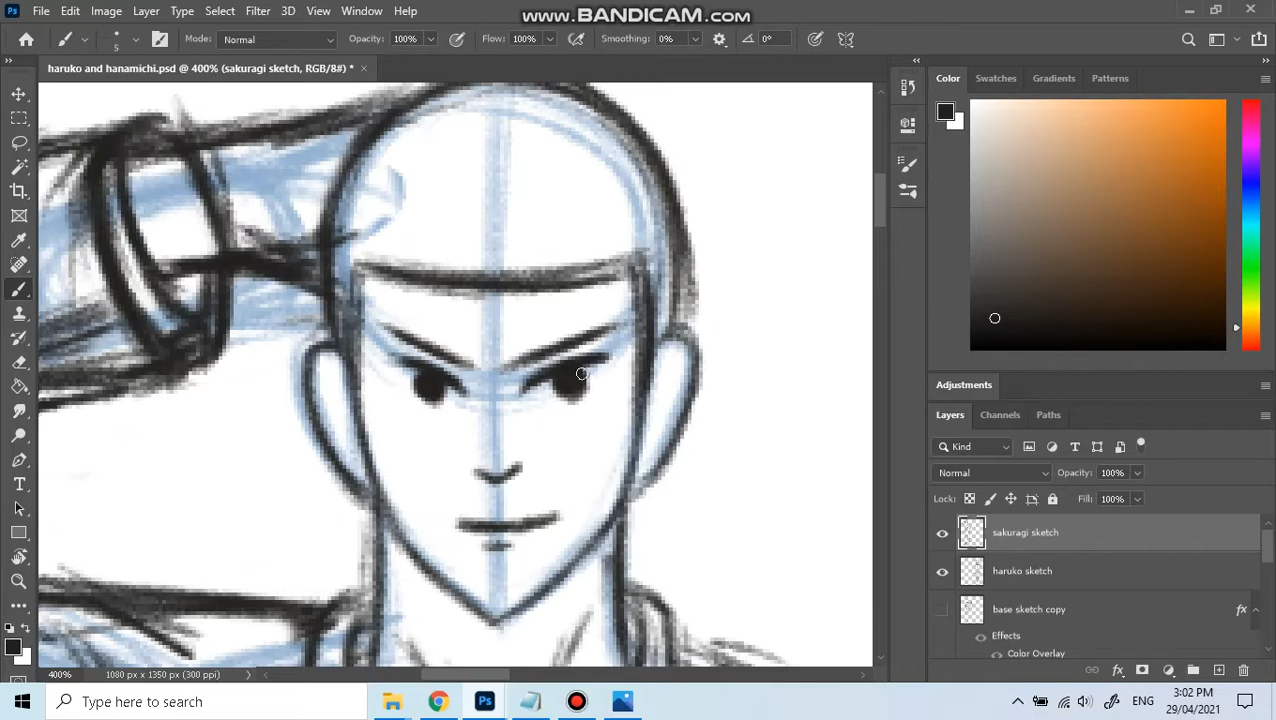 www.BANDICAM.com
Ps File Edit Image Layer Type Select Filter 3D View Window Help
5 Mode: Normal Opacity: 100% Flow: 100% Smoothing: 0% 0°
haruko and hanamichi.psd @ 400% (sakuragi sketch, RGB/8#) *
Color Swatches Gradients Patterns
Adjustments
Layers Channels Paths
Kind
Normal Opacity: 100%
Lock: Fill: 100%
sakuragi sketch
haruko sketch
base sketch copy fx
Effects
Color Overlay
400% 1080 px x 1350 px (300 ppi)
Type here to search
Ps
ENG
29/04/2021